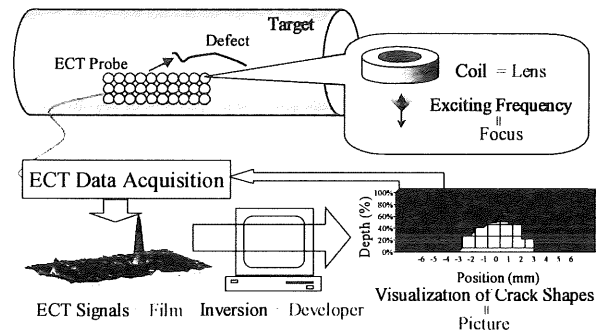 Target
Defect
ECT Probe
Coil = Lens
Exciting Frequency
=
Focus
ECT Data Acquisition
100%
80%
60%
40%
20%
0%
Depth (%)
-6 -5 -4 -3 -2 -1 0 1 2 3 4 5 6
Position (mm)
ECT Signals · Film Inversion · Developer
Visualization of Crack Shapes
=
Picture